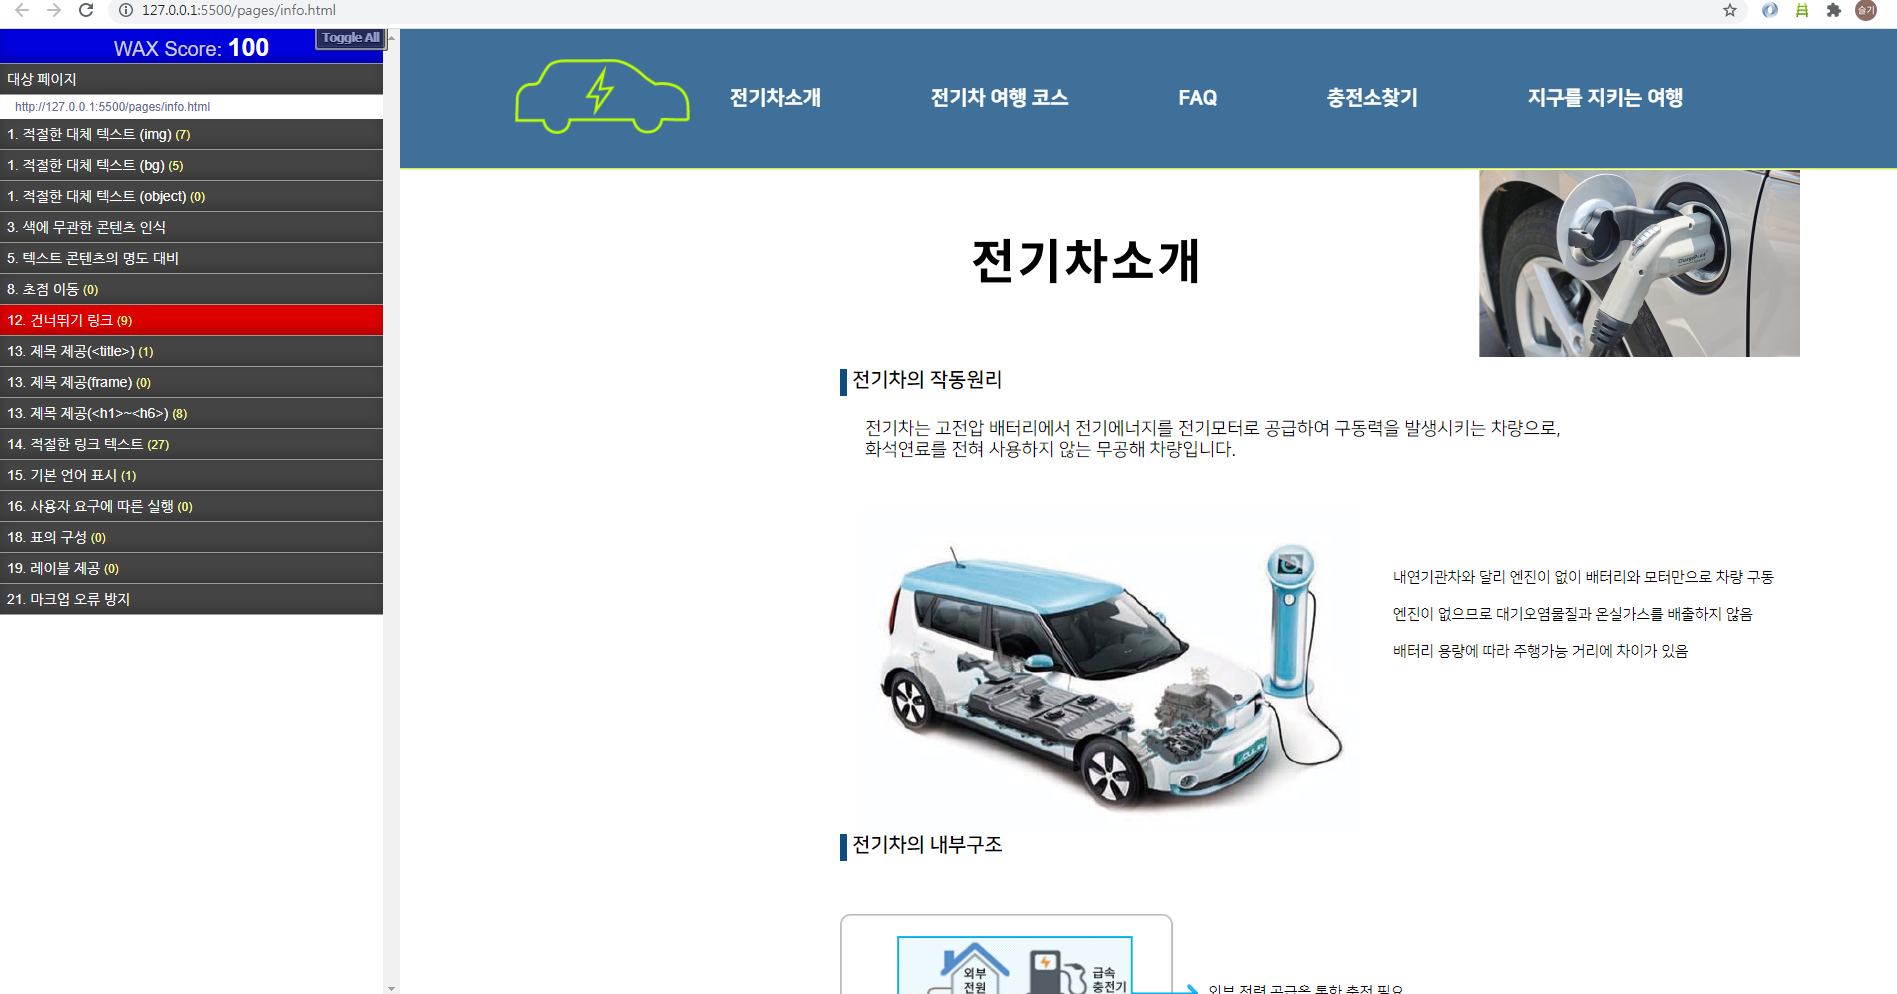 127.0.0.1:5500/pages/info.html
슬기
WAX Score: 100
Toggle All
대상 페이지
http://127.0.0.1:5500/pages/info.html
1. 적절한 대체 텍스트 (img) (7)
1. 적절한 대체 텍스트 (bg) (5)
1. 적절한 대체 텍스트 (object) (0)
3. 색에 무관한 콘텐츠 인식
5. 텍스트 콘텐츠의 명도 대비
8. 초점 이동 (0)
12. 건너뛰기 링크 (9)
13. 제목 제공(<title>) (1)
13. 제목 제공(frame) (0)
13. 제목 제공(<h1>~<h6>) (8)
14. 적절한 링크 텍스트 (27)
15. 기본 언어 표시 (1)
16. 사용자 요구에 따른 실행 (0)
18. 표의 구성 (0)
19. 레이블 제공 (0)
21. 마크업 오류 방지
전기차소개 전기차 여행 코스 FAQ 충전소찾기 지구를 지키는 여행
전기차소개
전기차의 작동원리
전기차는 고전압 배터리에서 전기에너지를 전기모터로 공급하여 구동력을 발생시키는 차량으로,
화석연료를 전혀 사용하지 않는 무공해 차량입니다.
내연기관차와 달리 엔진이 없이 배터리와 모터만으로 차량 구동
엔진이 없으므로 대기오염물질과 온실가스를 배출하지 않음
배터리 용량에 따라 주행가능 거리에 차이가 있음
전기차의 내부구조
외부
전원
급속
충전기
외부 전력 공급을 통한 충전 필요